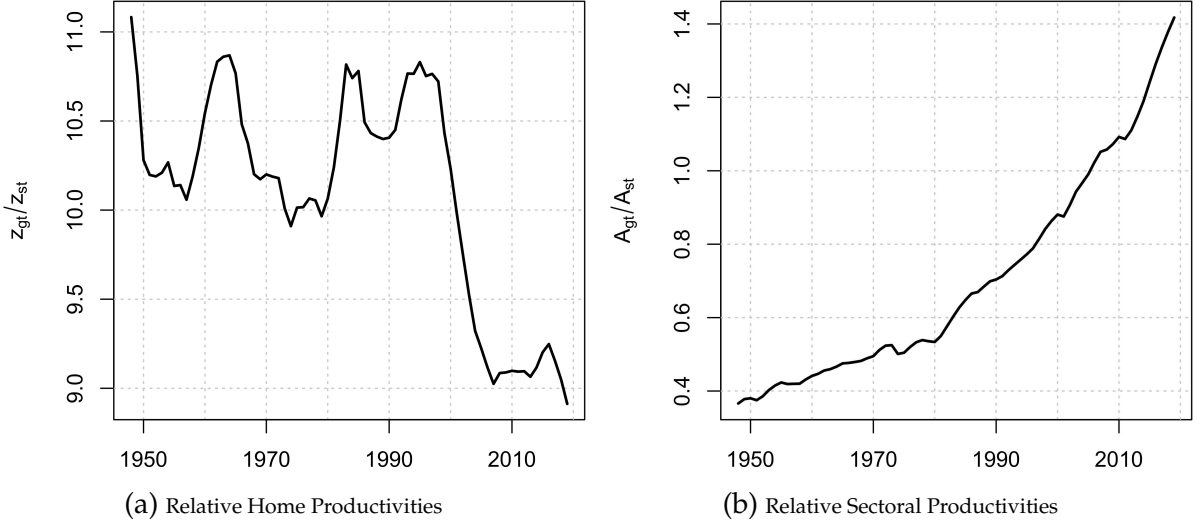 11.0
10.5
10.0
9.5
9.0
z_gt/z_st
1950 1970 1990 2010
(a) Relative Home Productivities
1.4
1.2
1.0
0.8
0.6
0.4
A_gt/A_st
1950 1970 1990 2010
(b) Relative Sectoral Productivities